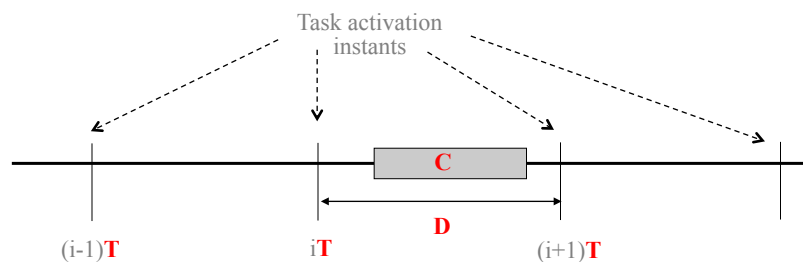 Task activation
instants
C
D
(i-1)T
iT
(i+1)T